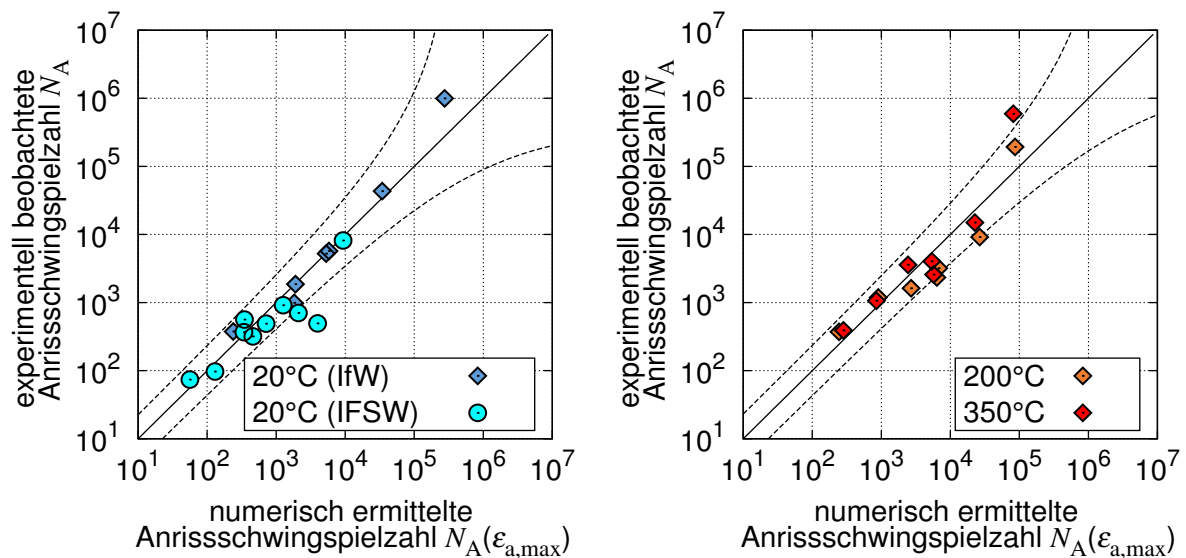 experimentell beobachtete
Anrissschwingspielzahl N_A
10^7
10^6
10^5
10^4
10^3
10^2
10^1
20°C (IfW)
20°C (IFSW)
10^1 10^2 10^3 10^4 10^5 10^6 10^7
numerisch ermittelte
Anrissschwingspielzahl N_A(ε_a,max)
experimentell beobachtete
Anrissschwingspielzahl N_A
10^7
10^6
10^5
10^4
10^3
10^2
10^1
200°C
350°C
10^1 10^2 10^3 10^4 10^5 10^6 10^7
numerisch ermittelte
Anrissschwingspielzahl N_A(ε_a,max)